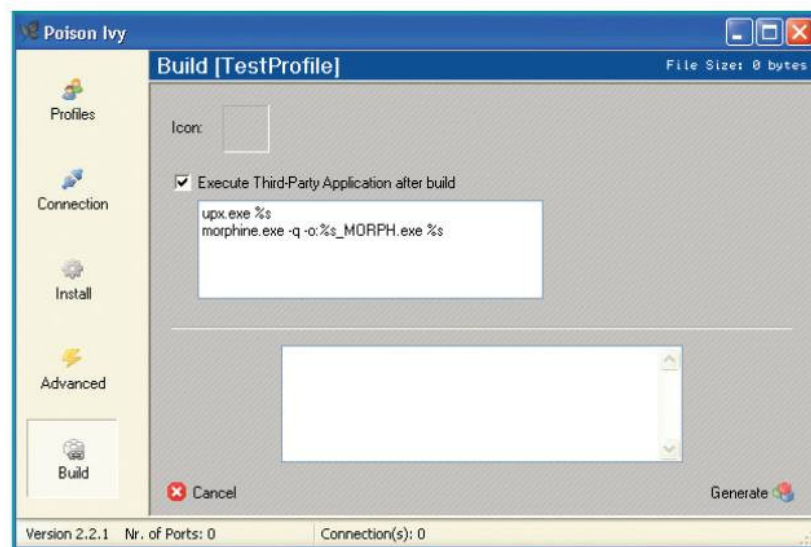 Poison Ivy
Build [TestProfile]
File Size: 0 bytes
Profiles
Connection
Install
Advanced
Build
Icon:
Execute Third-Party Application after build
upx.exe %s
morphine.exe -q -o:%s_MORPH.exe %s
Cancel
Generate
Version 2.2.1 Nr. of Ports: 0 Connection(s): 0